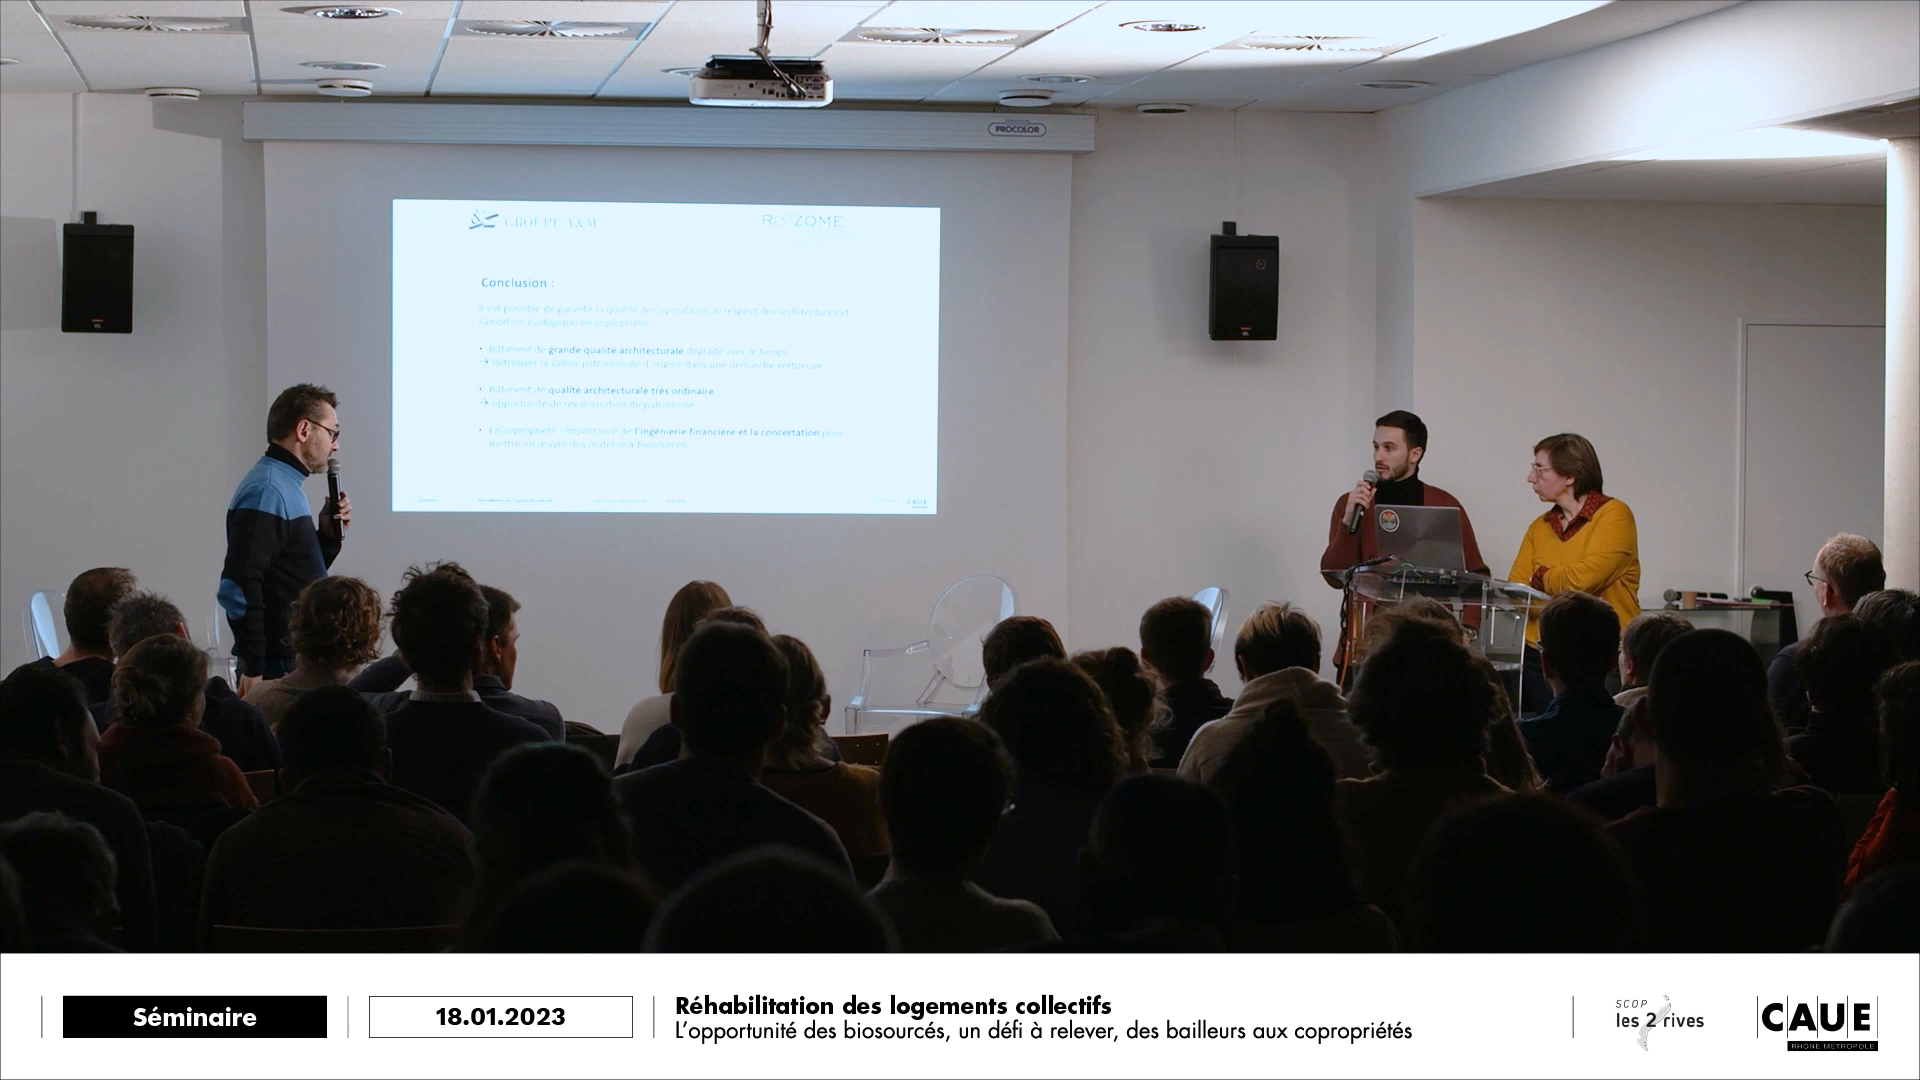 PROCOLOR
GROUPE A&M
Conclusion :
Il est possible de garantir la qualité des opérations, le respect des architectures et
l'ambition écologique en copropriété
• Bâtiment de grande qualité architecturale dégradé avec le temps
→ Retrouver la valeur patrimoniale d'origine dans une démarche vertueuse
• Bâtiment de qualité architecturale très ordinaire
→ opportunité de revalorisation du patrimoine
• En copropriété : importance de l'ingénierie financière et la concertation pour
mettre en œuvre des matériaux biosourcés
CAUE
JBL
Séminaire
18.01.2023
Réhabilitation des logements collectifs
L'opportunité des biosourcés, un défi à relever, des bailleurs aux copropriétés
SCOP
les 2 rives
CAUE
RHÔNE MÉTROPOLE